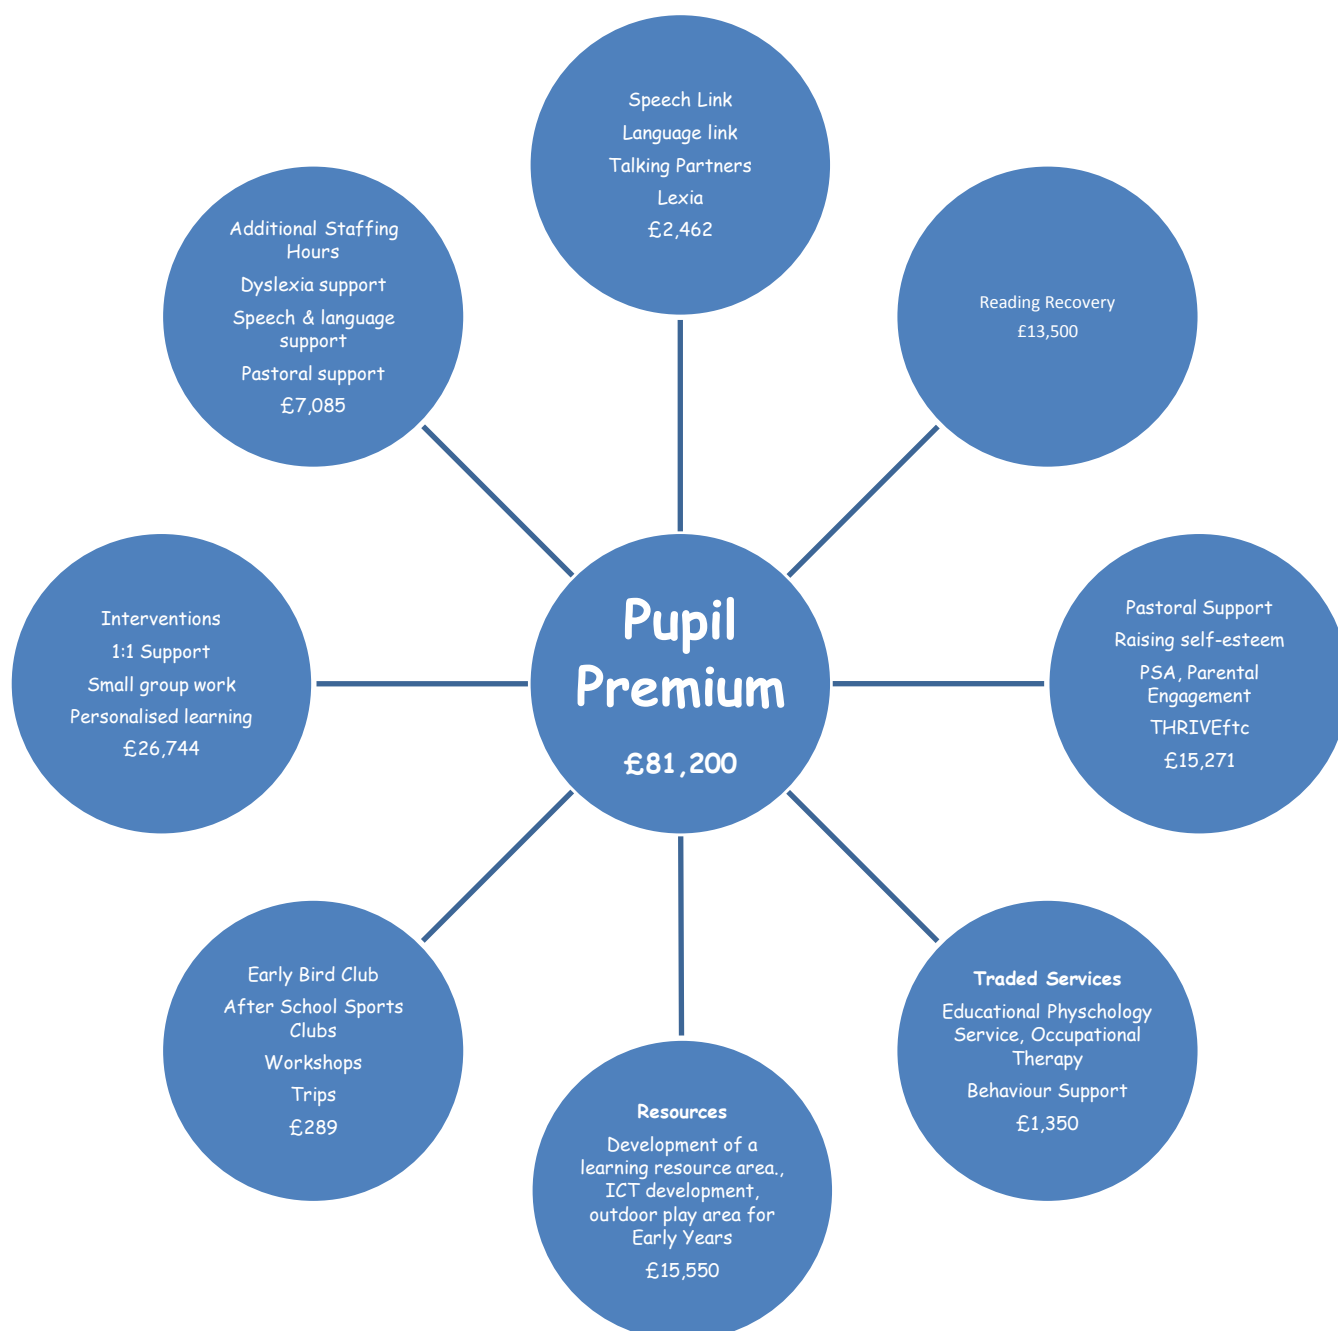 Speech Link
Language link
Talking Partners
Lexia
£2,462
Reading Recovery
£13,500
Pastoral Support
Raising self-esteem
PSA, Parental
Engagement
THRIVEftc
£15,271
Traded Services
Educational Physchology
Service, Occupational
Therapy
Behaviour Support
£1,350
Resources
Development of a
learning resource area.,
ICT development,
outdoor play area for
Early Years
£15,550
Early Bird Club
After School Sports
Clubs
Workshops
Trips
£289
Interventions
1:1 Support
Small group work
Personalised learning
£26,744
Additional Staffing
Hours
Dyslexia support
Speech & language
support
Pastoral support
£7,085
Pupil
Premium
£81,200